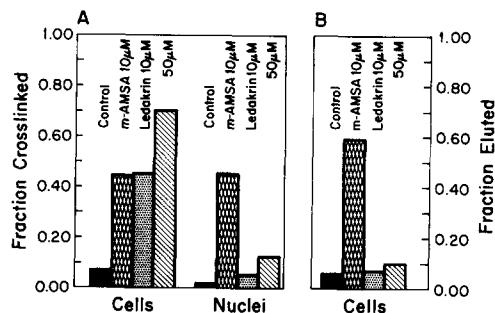 A
B
1.00
0.80
0.60
0.40
0.20
0.00
Fraction Crosslinked
Control
m-AMSA 10μM
Ledakrin 10μM
50μM
Control
m-AMSA 10μM
Ledakrin 10μM
50μM
Cells
Nuclei
Control
m-AMSA 10μM
Ledakrin 10μM
50μM
Cells
1.00
0.80
0.60
0.40
0.20
0.00
Fraction Eluted